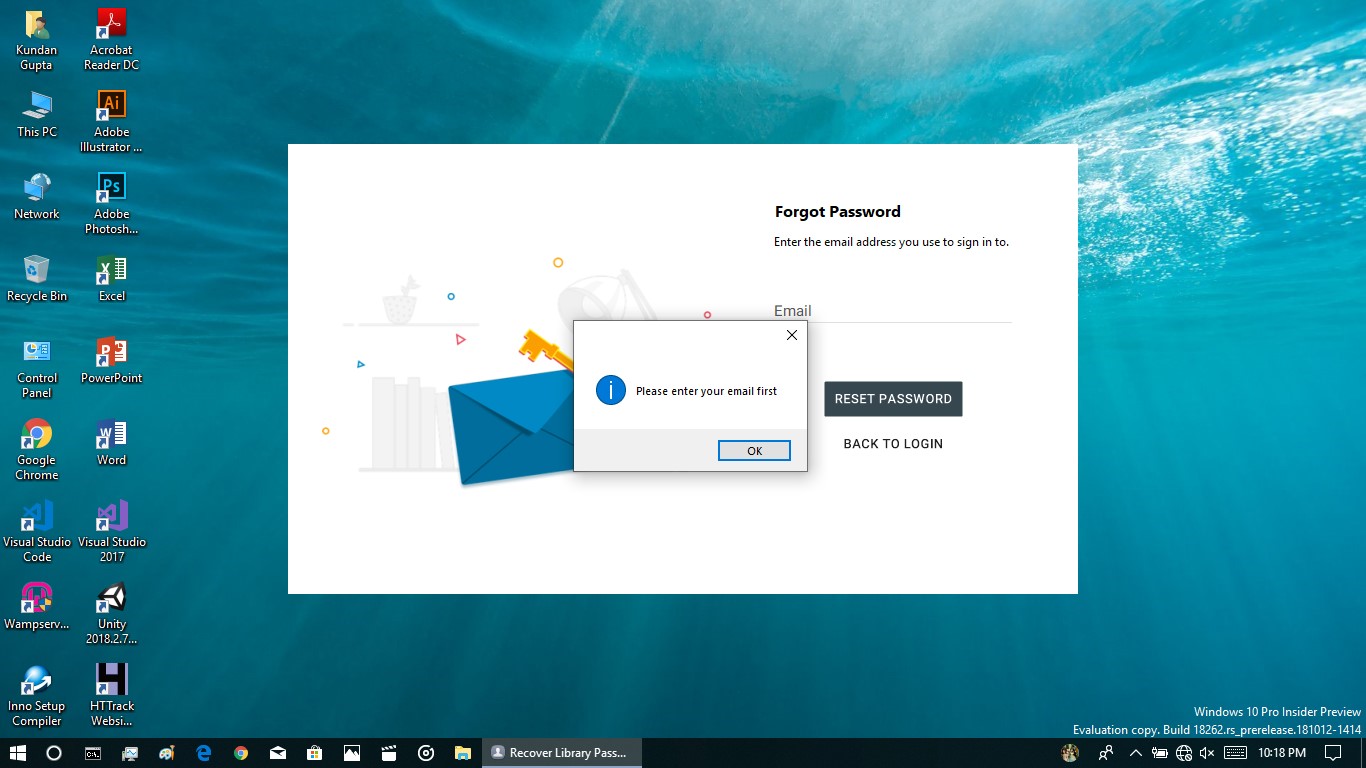 Kundan
Gupta
Acrobat
Reader DC
This PC
Adobe
Illustrator ...
Network
Adobe
Photosh...
Recycle Bin
Excel
Control
Panel
PowerPoint
Google
Chrome
Word
Visual Studio
Code
Visual Studio
2017
Wampserv...
Unity
2018.2.7...
Inno Setup
Compiler
HTTrack
Websi...
Ai
Ps
Forgot Password
Enter the email address you use to sign in to.
Email
Please enter your email first
OK
RESET PASSWORD
BACK TO LOGIN
Windows 10 Pro Insider Preview
Evaluation copy. Build 18262.rs_prerelease.181012-1414
Recover Library Pass...
10:18 PM